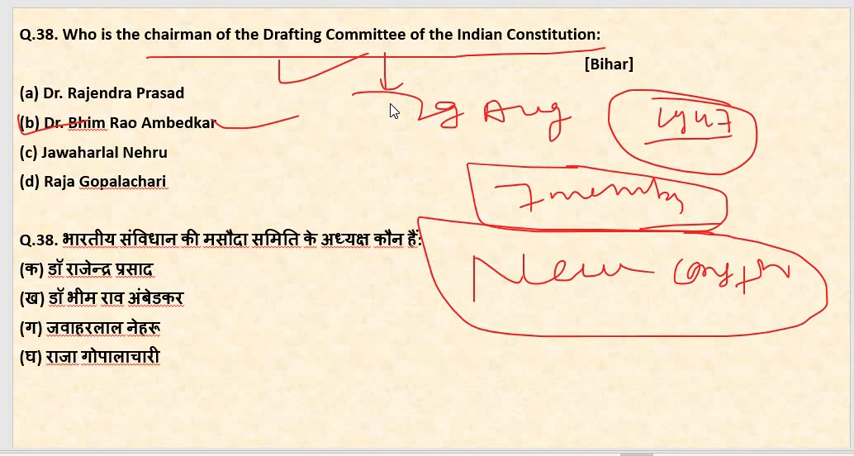 Q.38. Who is the chairman of the Drafting Committee of the Indian Constitution:
[Bihar]
(a) Dr. Rajendra Prasad
(b) Dr. Bhim Rao Ambedkar
(c) Jawaharlal Nehru
(d) Raja Gopalachari
29 Aug 1947
7 memb
New
Q.38. भारतीय संविधान की मसौदा समिति के अध्यक्ष कौन हैं:
(क) डॉ राजेन्द्र प्रसाद
(ख) डॉ भीम राव अंबेडकर
(ग) जवाहरलाल नेहरू
(घ) राजा गोपालाचारी